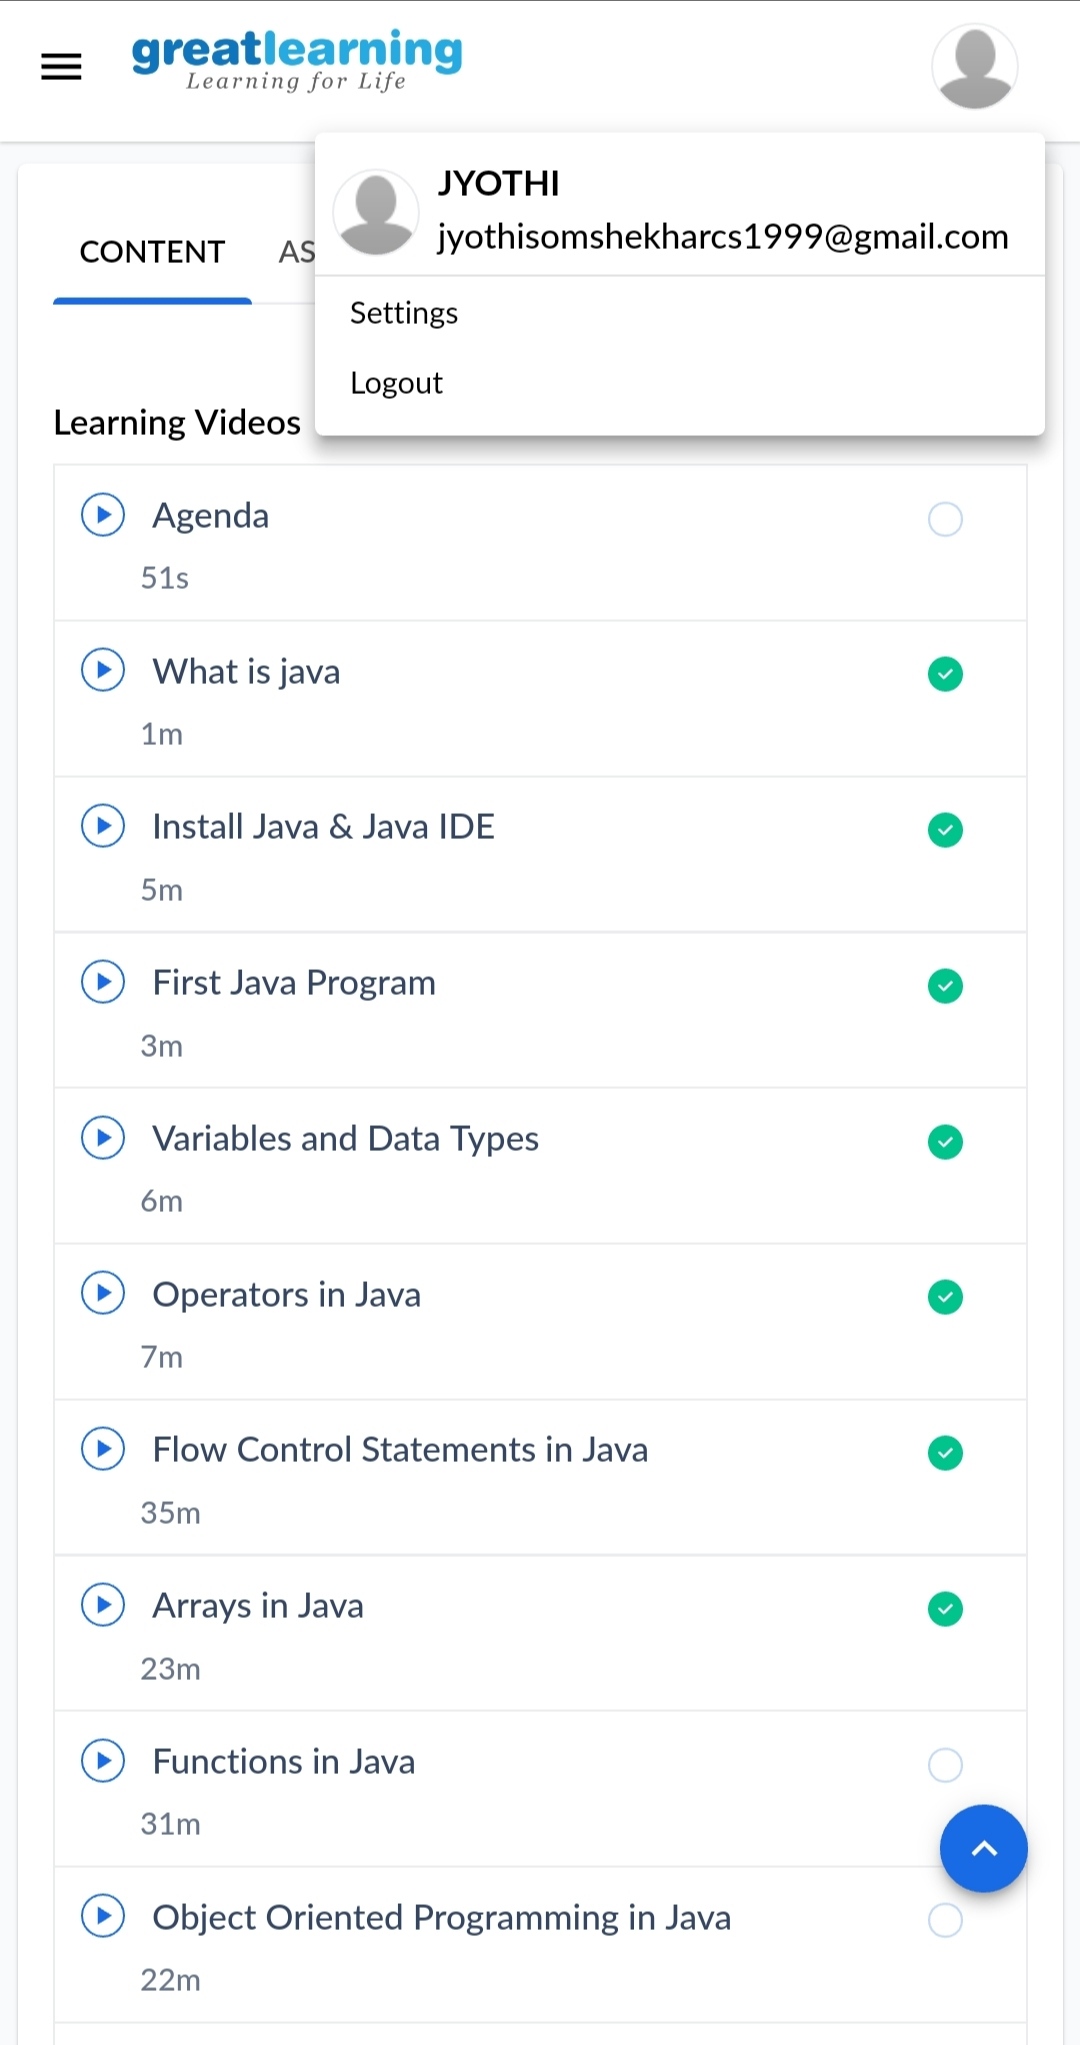 greatlearning
Learning for Life
JYOTHI
jyothisomshekharcs1999@gmail.com
Settings
Logout
CONTENT AS
Learning Videos
Agenda
51s
What is java
1m
Install Java & Java IDE
5m
First Java Program
3m
Variables and Data Types
6m
Operators in Java
7m
Flow Control Statements in Java
35m
Arrays in Java
23m
Functions in Java
31m
Object Oriented Programming in Java
22m